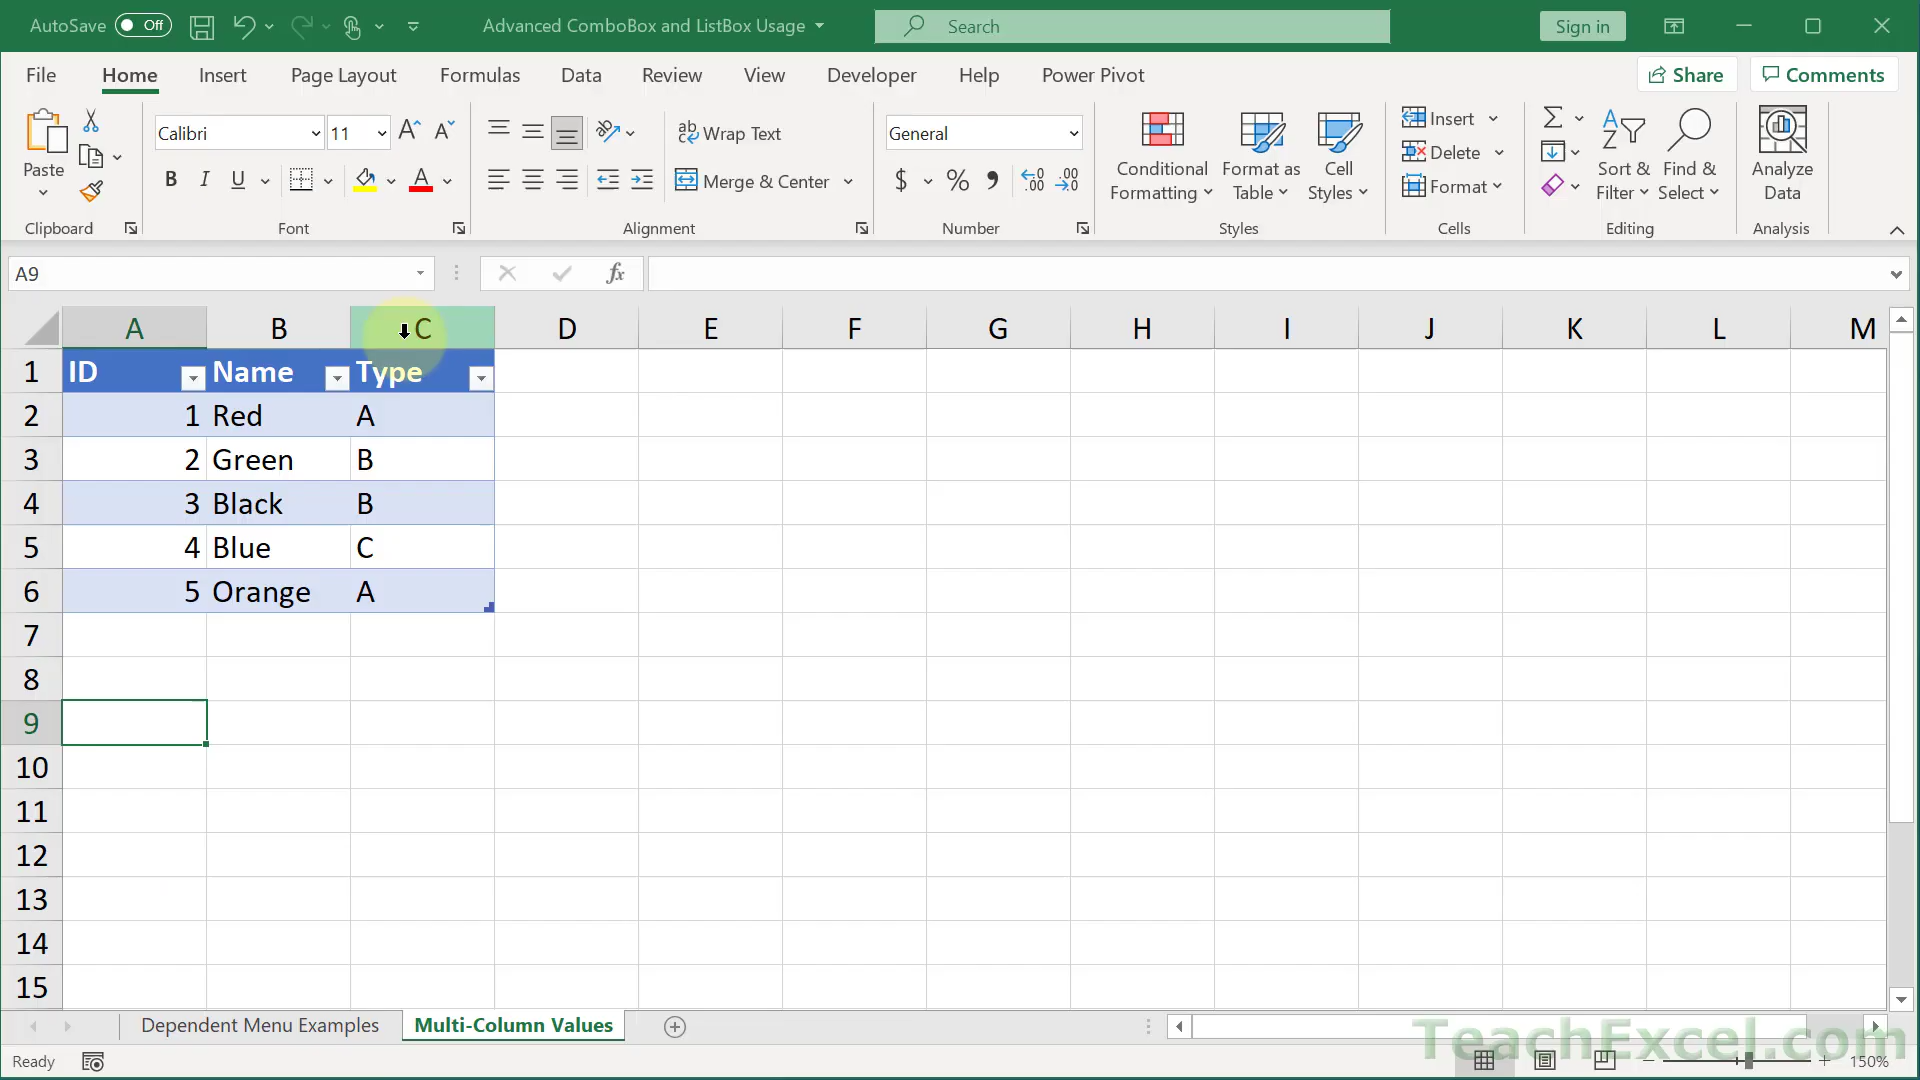 AutoSave Off Advanced ComboBox and ListBox Usage Search Sign in
File Home Insert Page Layout Formulas Data Review View Developer Help Power Pivot Share Comments
Paste Calibri 11 Wrap Text General Conditional Formatting Format as Table Cell Styles Insert Sort & Filter Find & Select Analyze Data
B I U Merge & Center $ % Delete
Format
Clipboard Font Alignment Number Styles Cells Editing Analysis
A9 fx
A B C D E F G H I J K L M
1 ID Name Type
2 1 Red A
3 2 Green B
4 3 Black B
5 4 Blue C
6 5 Orange A
7
8
9
10
11
12
13
14
15
Dependent Menu Examples Multi-Column Values
TeachExcel.com
Ready 150%